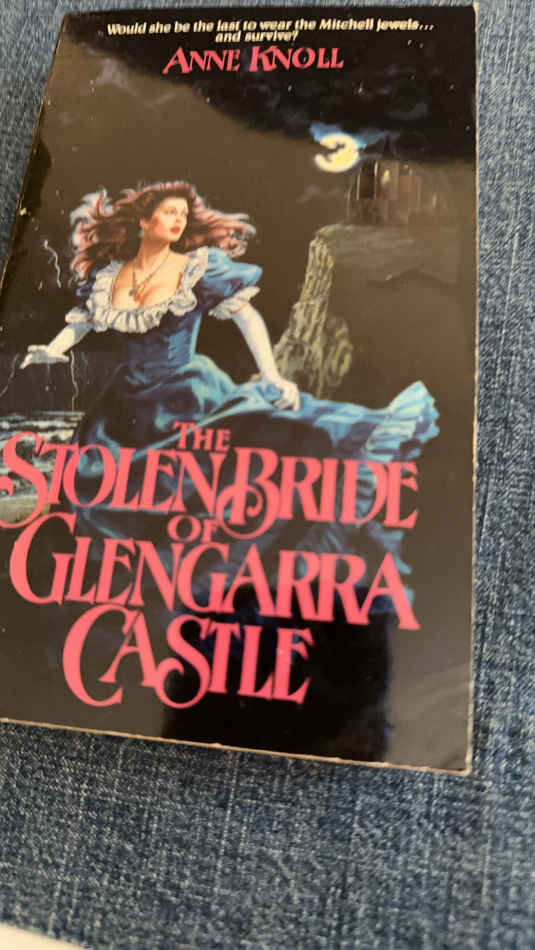 Would she be the last to wear the Mitchell jewels...
and survive?
ANNE KNOLL
THE
STOLEN BRIDE
OF
GLENGARRA
CASTLE